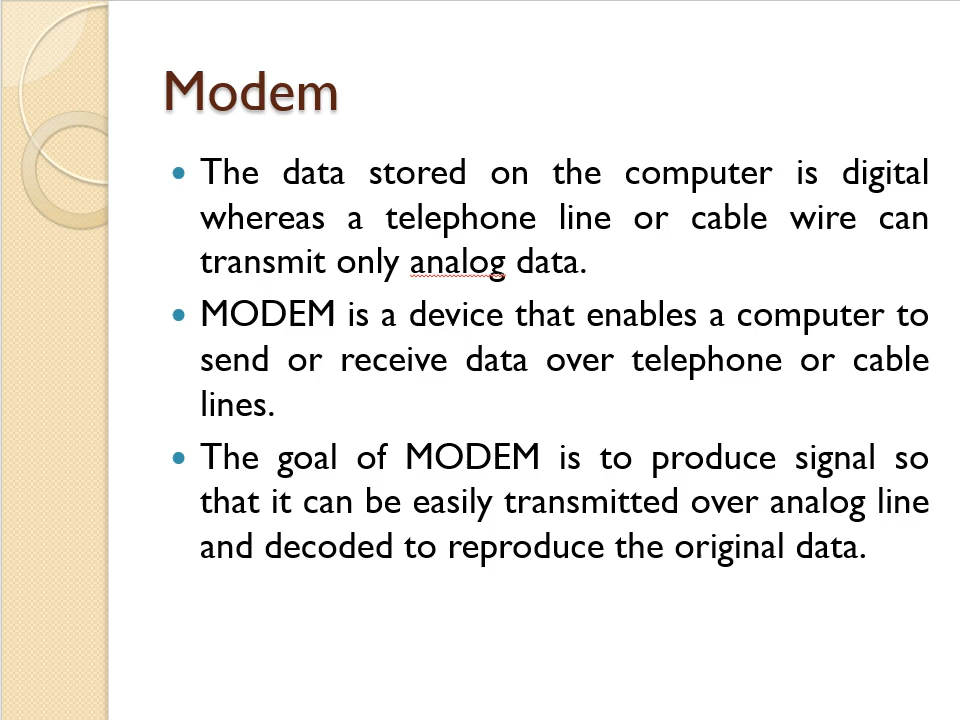 Modem
• The data stored on the computer is digital
whereas a telephone line or cable wire can
transmit only analog data.
• MODEM is a device that enables a computer to
send or receive data over telephone or cable
lines.
• The goal of MODEM is to produce signal so
that it can be easily transmitted over analog line
and decoded to reproduce the original data.